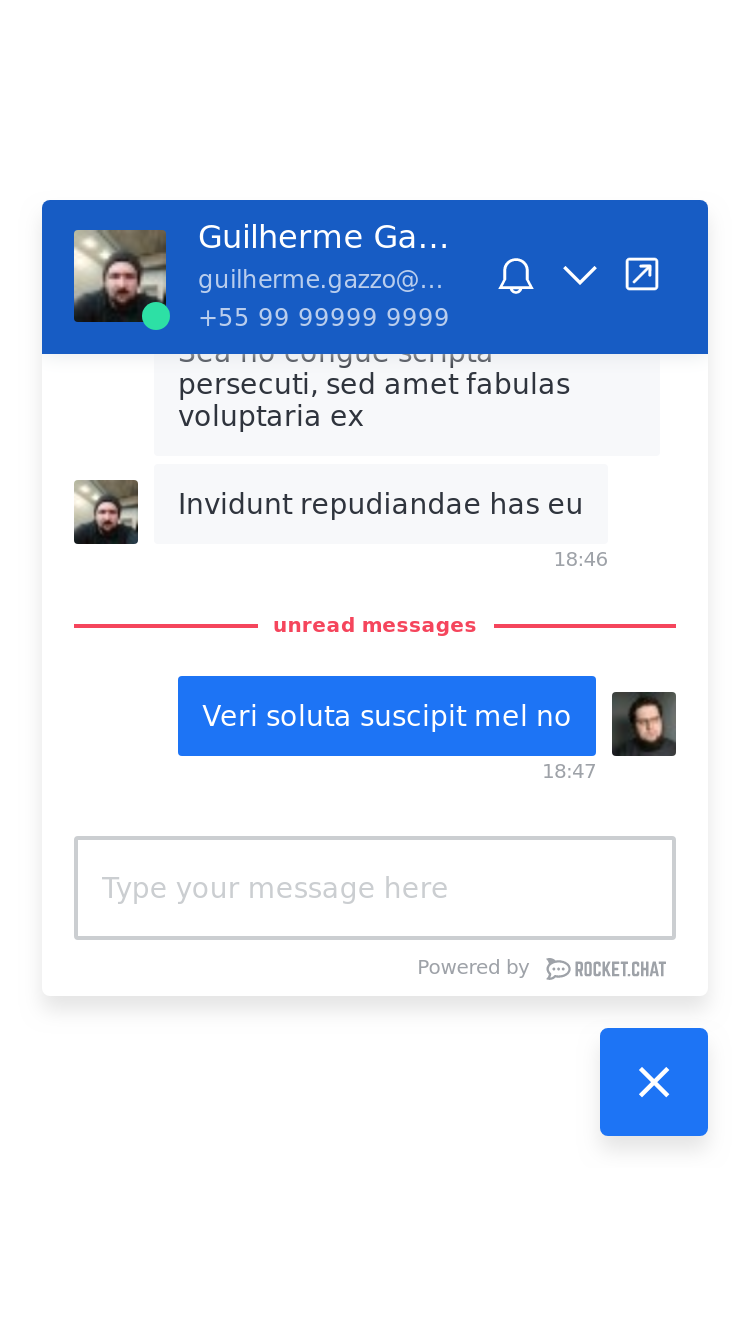 Guilherme Ga...
guilherme.gazzo@...
+55 99 99999 9999
Sea no congue scripta
persecuti, sed amet fabulas
voluptaria ex
Invidunt repudiandae has eu
18:46
unread messages
Veri soluta suscipit mel no
18:47
Type your message here
Powered by ROCKET.CHAT